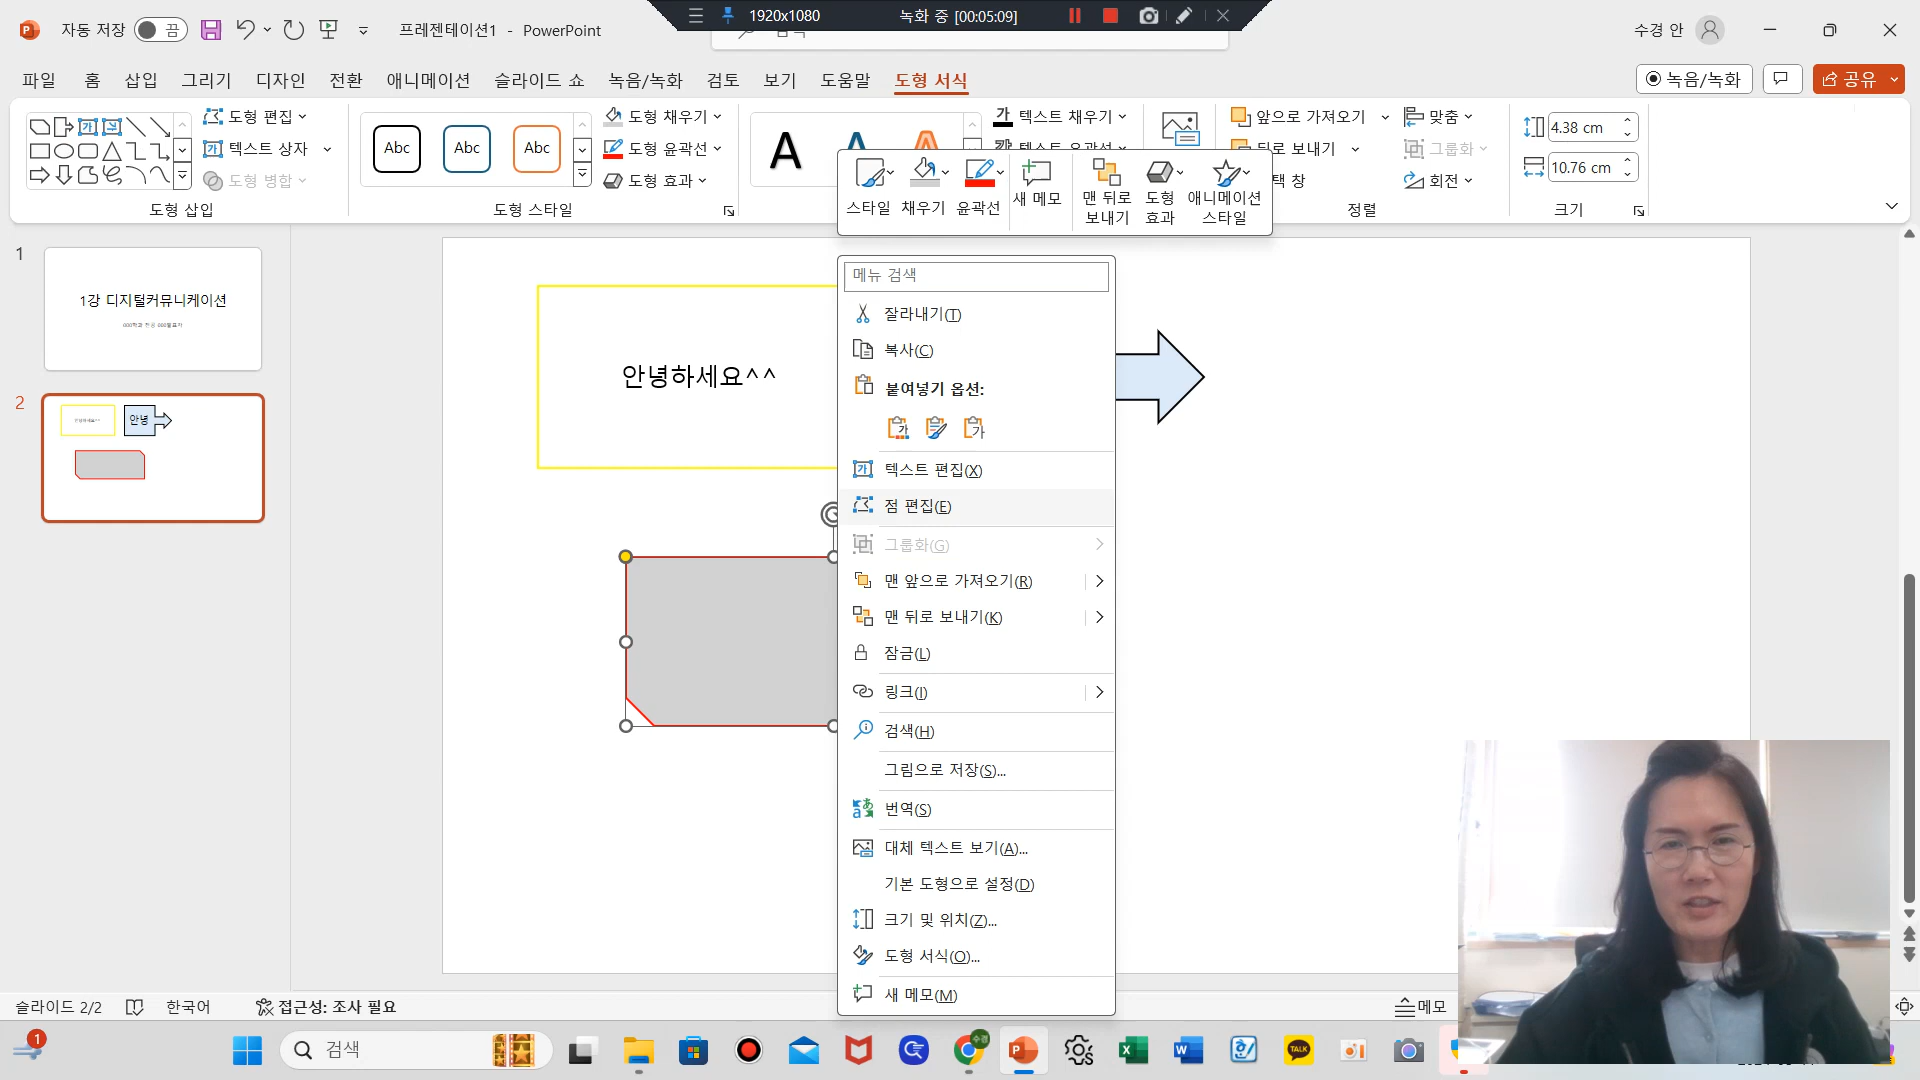 1920x1080
녹화 중 [00:05:09]
자동 저장
끔
프레젠테이션1 - PowerPoint
수경 안
파일 홈 삽입 그리기 디자인 전환 애니메이션 슬라이드 쇼 녹음/녹화 검토 보기 도움말 도형 서식
녹음/녹화
공유
도형 편집
텍스트 상자
도형 병합
도형 삽입
Abc Abc Abc
도형 스타일
도형 채우기
도형 윤곽선
도형 효과
A
텍스트 채우기
앞으로 가져오기
뒤로 보내기
택 창
맞춤
그룹화
회전
정렬
4.38 cm
10.76 cm
크기
스타일 채우기 윤곽선 새 메모 맨 뒤로 보내기 도형 효과 애니메이션 스타일
1
1강 디지털커뮤니케이션
2
안녕
안녕하세요^^
메뉴 검색
잘라내기(T)
복사(C)
붙여넣기 옵션:
텍스트 편집(X)
점 편집(E)
그룹화(G)
맨 앞으로 가져오기(R)
맨 뒤로 보내기(K)
잠금(L)
링크(I)
검색(H)
그림으로 저장(S)...
번역(S)
대체 텍스트 보기(A)...
기본 도형으로 설정(D)
크기 및 위치(Z)...
도형 서식(O)...
새 메모(M)
슬라이드 2/2
한국어
접근성: 조사 필요
메모
1
검색
수경
TALK